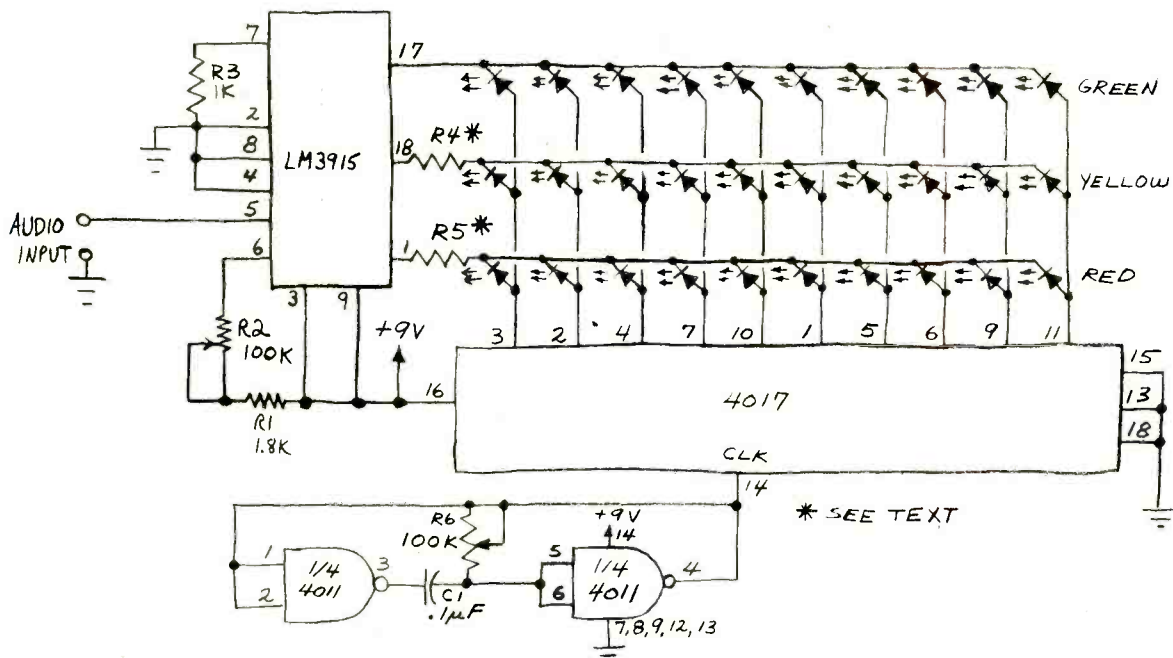 7
R3
1K
2
8
4
5
6
3
9
LM3915
17
18
1
R4*
R5*
GREEN
YELLOW
RED
AUDIO
INPUT
R2
100K
R1
1.8K
+9V
16
3
2
4
7
10
1
5
6
9
11
4017
CLK
14
15
13
18
* SEE TEXT
R6
100K
1
2
1/4
4011
3
C1
.1µF
5
6
+9V
14
1/4
4011
4
7,8,9,12,13